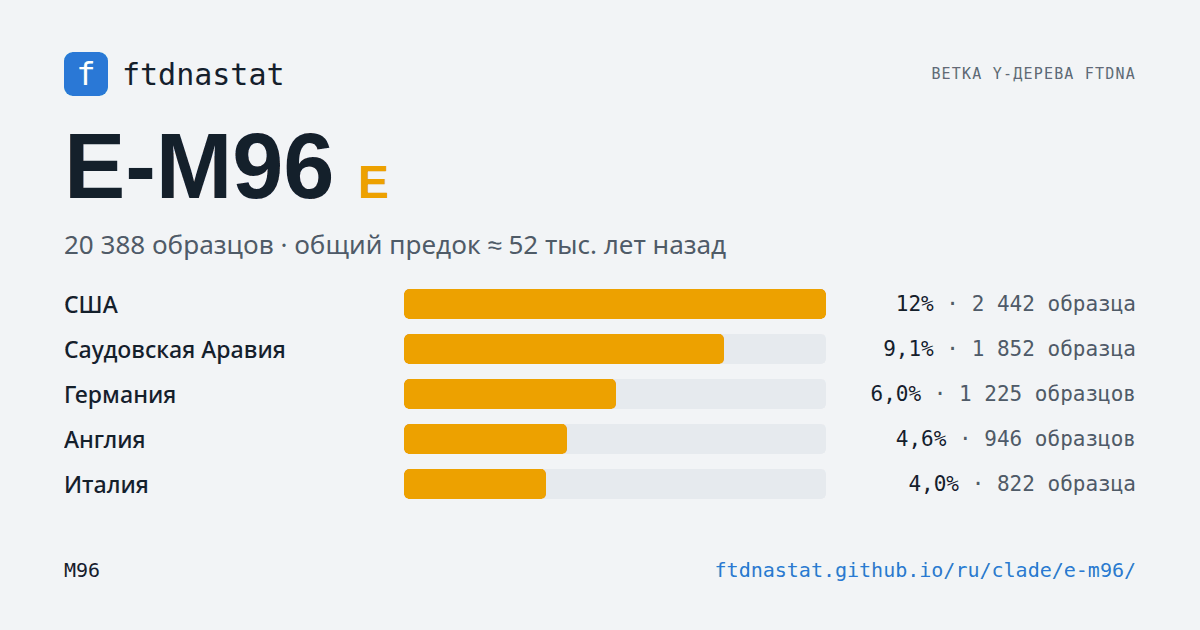 f ftdnastat
ВЕТКА Y-ДЕРЕВА FTDNA
E-M96 E
20 388 образцов · общий предок ≈ 52 тыс. лет назад
США 12% · 2 442 образца
Саудовская Аравия 9,1% · 1 852 образца
Германия 6,0% · 1 225 образцов
Англия 4,6% · 946 образцов
Италия 4,0% · 822 образца
M96
ftdnastat.github.io/ru/clade/e-m96/